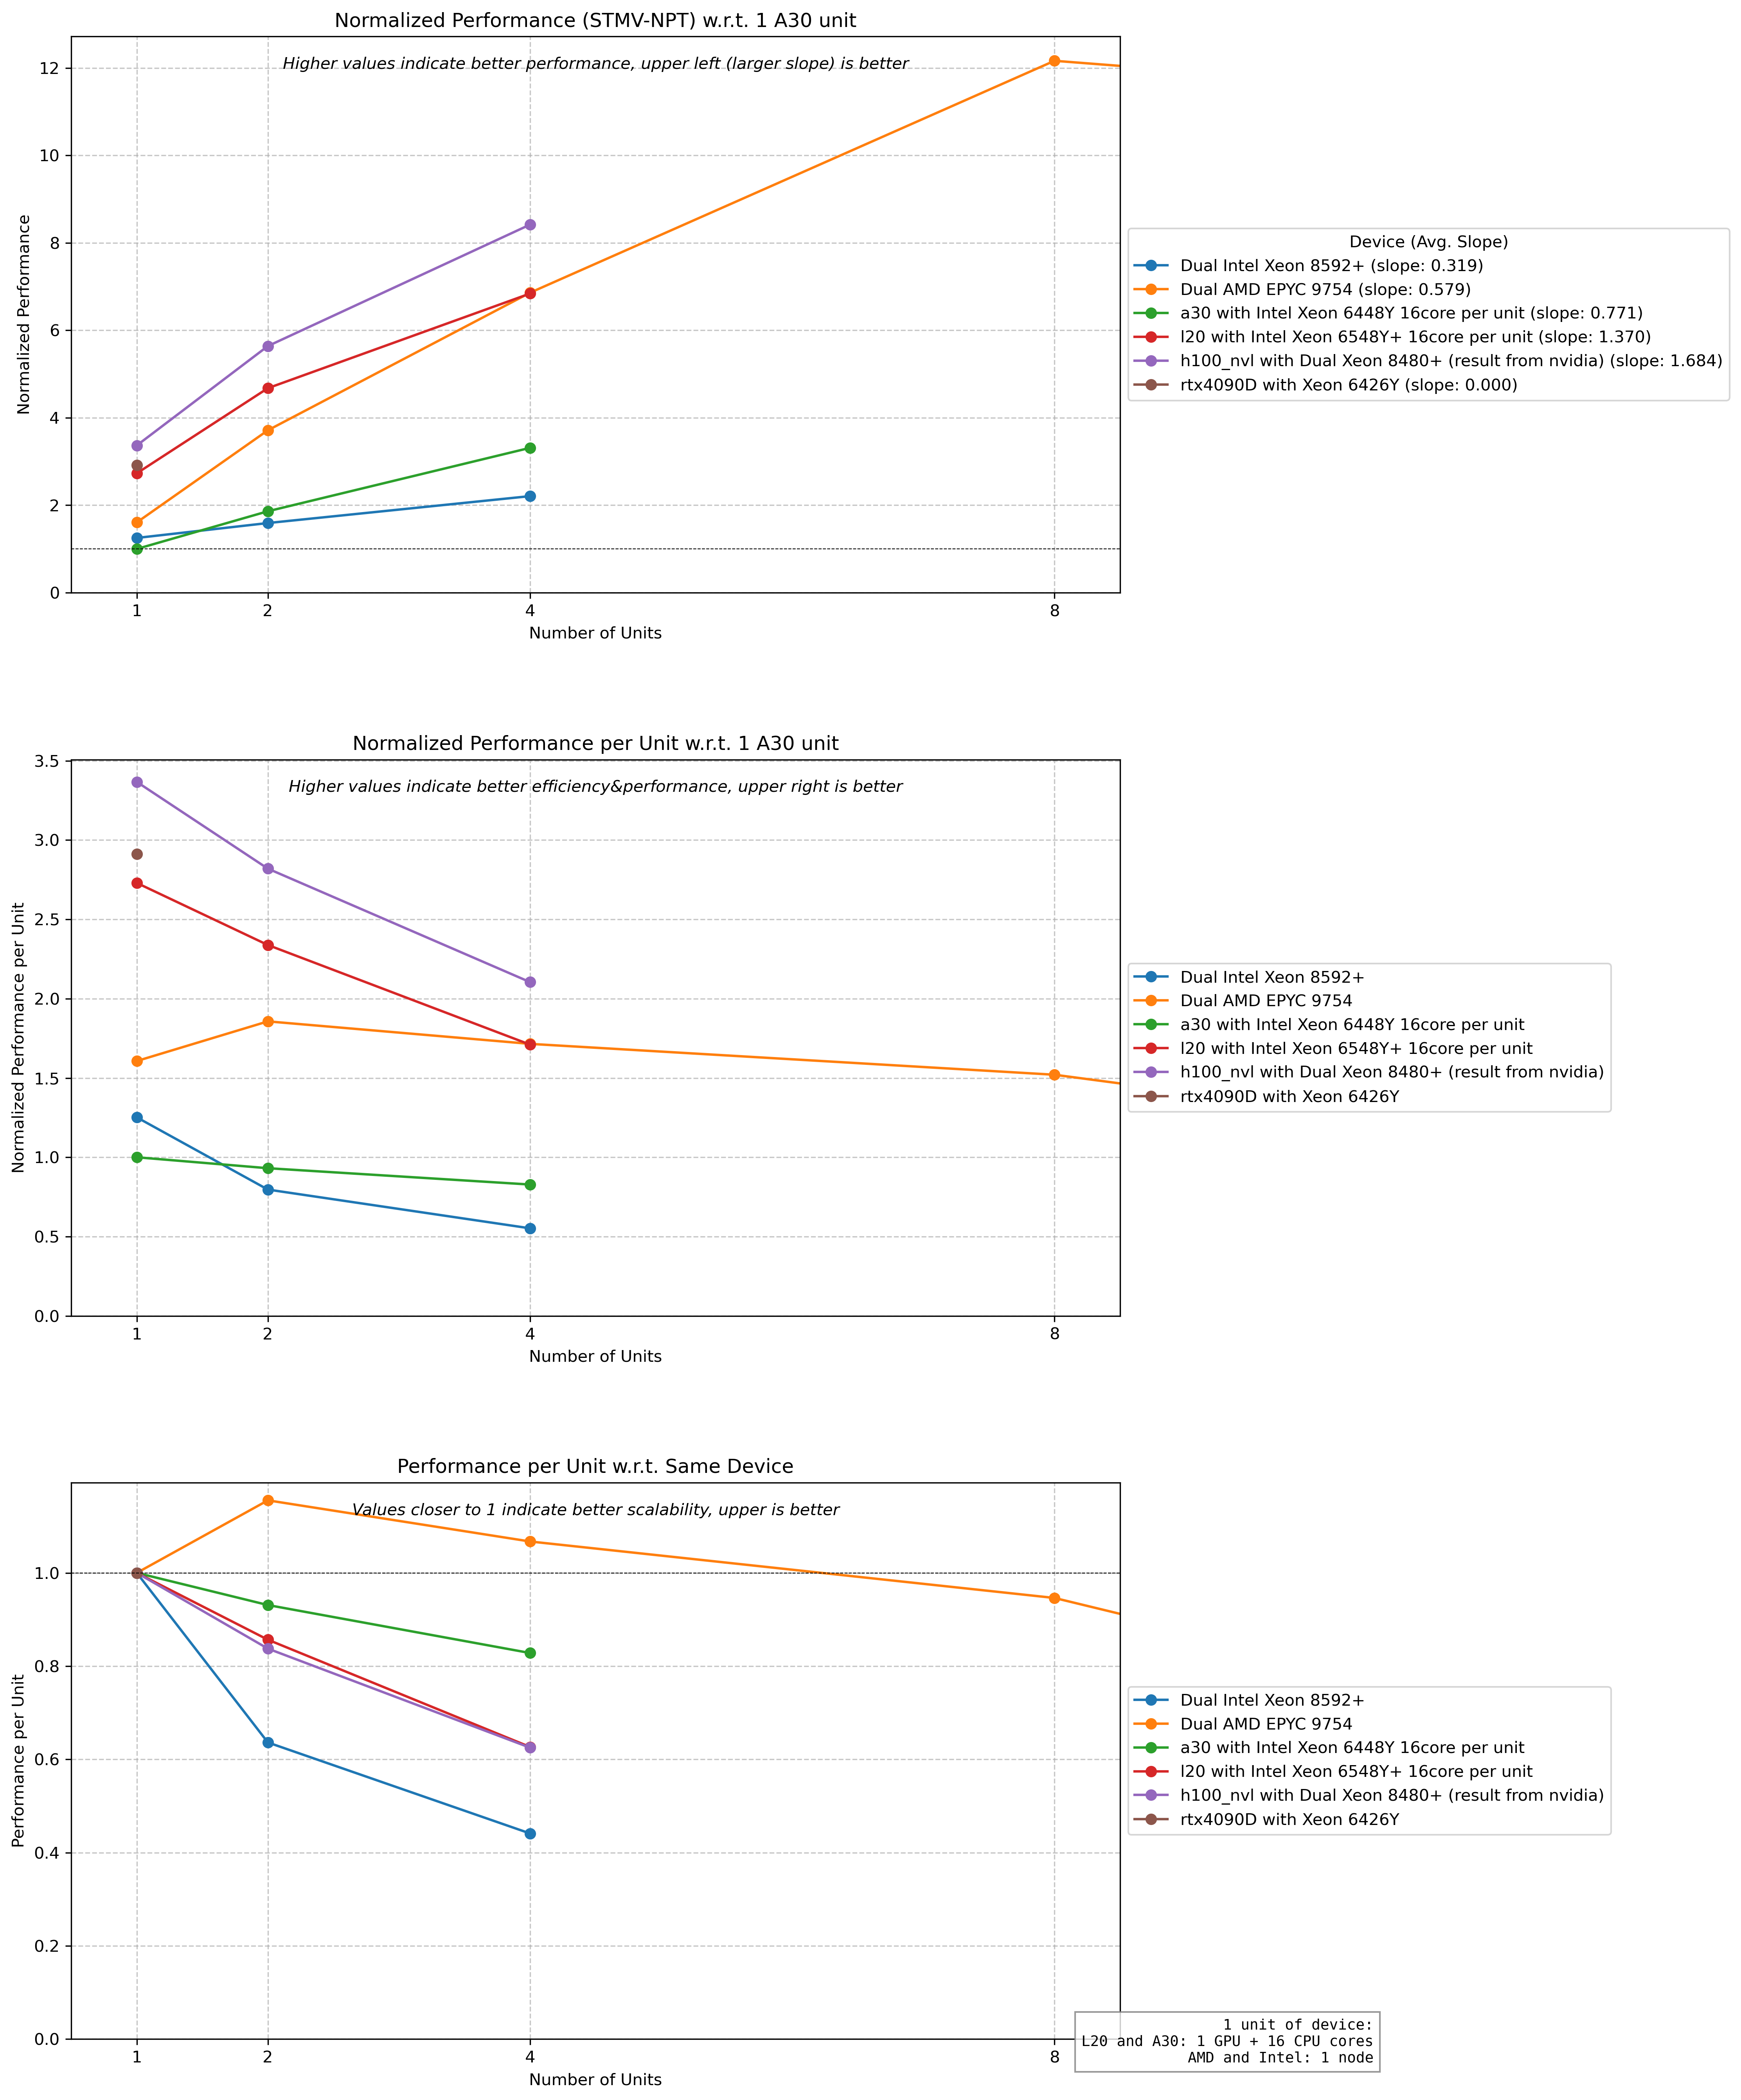 Normalized Performance (STMV-NPT) w.r.t. 1 A30 unit
Higher values indicate better performance, upper left (larger slope) is better
Normalized Performance
12
10
8
6
4
2
0
1 2 4 8
Number of Units
Device (Avg. Slope)
Dual Intel Xeon 8592+ (slope: 0.319)
Dual AMD EPYC 9754 (slope: 0.579)
a30 with Intel Xeon 6448Y 16core per unit (slope: 0.771)
l20 with Intel Xeon 6548Y+ 16core per unit (slope: 1.370)
h100_nvl with Dual Xeon 8480+ (result from nvidia) (slope: 1.684)
rtx4090D with Xeon 6426Y (slope: 0.000)
Normalized Performance per Unit w.r.t. 1 A30 unit
Higher values indicate better efficiency&performance, upper right is better
Normalized Performance per Unit
3.5
3.0
2.5
2.0
1.5
1.0
0.5
0.0
1 2 4 8
Number of Units
Dual Intel Xeon 8592+
Dual AMD EPYC 9754
a30 with Intel Xeon 6448Y 16core per unit
l20 with Intel Xeon 6548Y+ 16core per unit
h100_nvl with Dual Xeon 8480+ (result from nvidia)
rtx4090D with Xeon 6426Y
Performance per Unit w.r.t. Same Device
Values closer to 1 indicate better scalability, upper is better
Performance per Unit
1.0
0.8
0.6
0.4
0.2
0.0
1 2 4 8
Number of Units
Dual Intel Xeon 8592+
Dual AMD EPYC 9754
a30 with Intel Xeon 6448Y 16core per unit
l20 with Intel Xeon 6548Y+ 16core per unit
h100_nvl with Dual Xeon 8480+ (result from nvidia)
rtx4090D with Xeon 6426Y
1 unit of device:
L20 and A30: 1 GPU + 16 CPU cores
AMD and Intel: 1 node